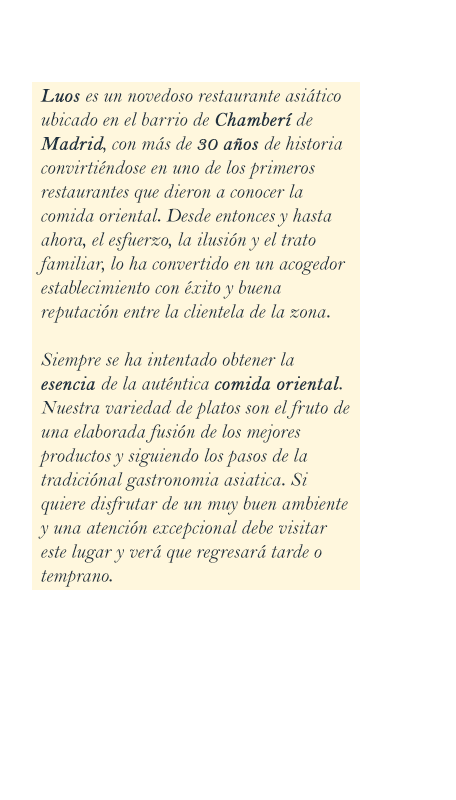 Luos es un novedoso restaurante asiático
ubicado en el barrio de Chamberí de
Madrid, con más de 30 años de historia
convirtiéndose en uno de los primeros
restaurantes que dieron a conocer la
comida oriental. Desde entonces y hasta
ahora, el esfuerzo, la ilusión y el trato
familiar, lo ha convertido en un acogedor
establecimiento con éxito y buena
reputación entre la clientela de la zona.
Siempre se ha intentado obtener la
esencia de la auténtica comida oriental.
Nuestra variedad de platos son el fruto de
una elaborada fusión de los mejores
productos y siguiendo los pasos de la
tradiciónal gastronomia asiatica. Si
quiere disfrutar de un muy buen ambiente
y una atención excepcional debe visitar
este lugar y verá que regresará tarde o
temprano.